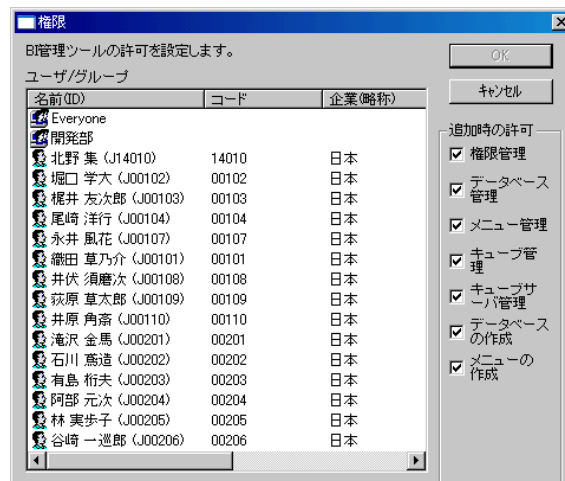 権限
BI管理ツールの許可を設定します。
OK
ユーザ/グループ
キャンセル
名前(ID) コード 企業(略称)
Everyone
開発部
北野 集 (J14010) 14010 日本
堀口 学大 (J00102) 00102 日本
梶井 友次郎 (J00103) 00103 日本
尾崎 洋行 (J00104) 00104 日本
永井 風花 (J00107) 00107 日本
織田 草乃介 (J00101) 00101 日本
井伏 須磨次 (J00108) 00108 日本
荻原 草太郎 (J00109) 00109 日本
井原 角斎 (J00110) 00110 日本
滝沢 金馬 (J00201) 00201 日本
石川 蔦造 (J00202) 00202 日本
有島 桁夫 (J00203) 00203 日本
阿部 元次 (J00204) 00204 日本
林 実歩子 (J00205) 00205 日本
谷崎 一巡郎 (J00206) 00206 日本
追加時の許可
権限管理
データベース
管理
メニュー管理
キューブ管
理
キューブサ
ーバ管理
データベース
の作成
メニューの
作成